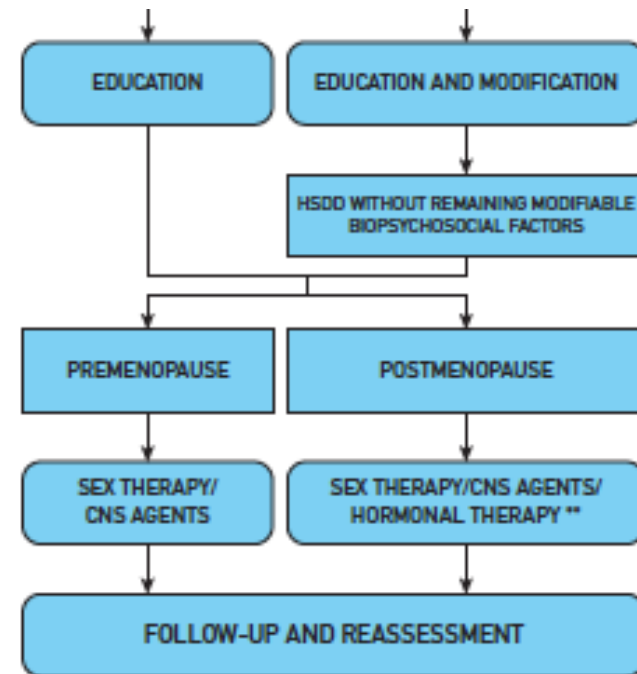 EDUCATION
EDUCATION AND MODIFICATION
HSDD WITHOUT REMAINING MODIFIABLE
BIOPSYCHOSOCIAL FACTORS
PREMENOPAUSE
POSTMENOPAUSE
SEX THERAPY/
CNS AGENTS
SEX THERAPY/CNS AGENTS/
HORMONAL THERAPY **
FOLLOW-UP AND REASSESSMENT